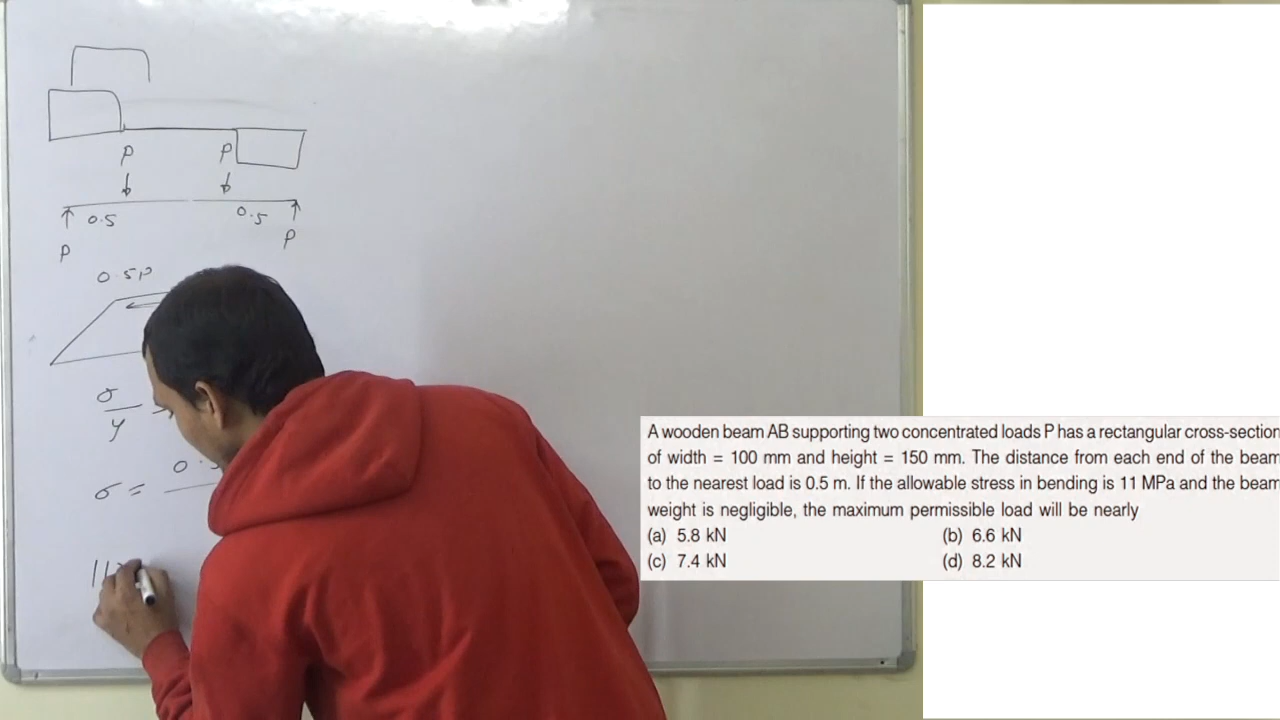 P P
0.5 0.5
P P
0.5P
σ
y
σ =
11
A wooden beam AB supporting two concentrated loads P has a rectangular cross-section
of width = 100 mm and height = 150 mm. The distance from each end of the beam
to the nearest load is 0.5 m. If the allowable stress in bending is 11 MPa and the beam
weight is negligible, the maximum permissible load will be nearly
(a) 5.8 kN (b) 6.6 kN
(c) 7.4 kN (d) 8.2 kN